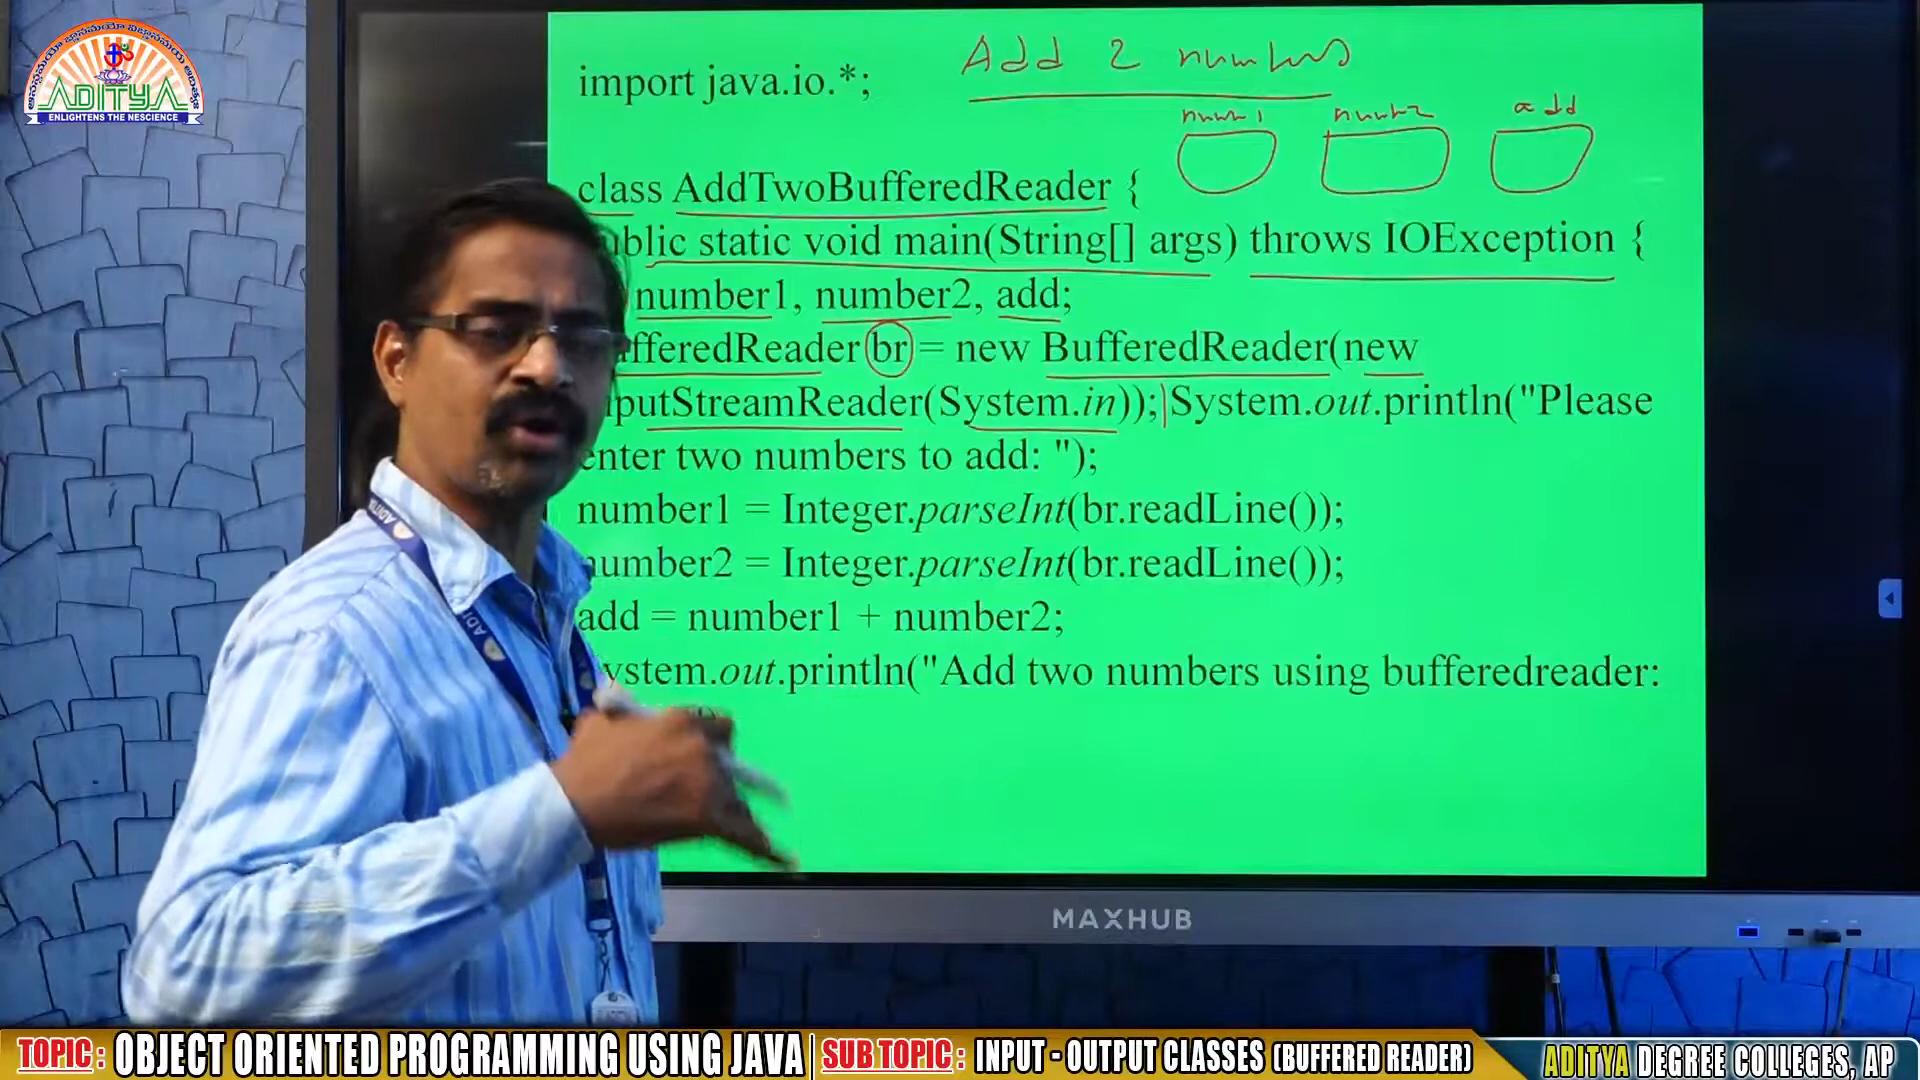 ADITYA
ENLIGHTENS THE NESCIENCE
Add 2 numbers
import java.io.*;
num1 num2 add
class AddTwoBufferedReader {
blic static void main(String[] args) throws IOException {
number1, number2, add;
fferedReader br = new BufferedReader(new
putStreamReader(System.in));System.out.println("Please
enter two numbers to add: ");
number1 = Integer.parseInt(br.readLine());
number2 = Integer.parseInt(br.readLine());
add = number1 + number2;
ystem.out.println("Add two numbers using bufferedreader:
MAXHUB
TOPIC : OBJECT ORIENTED PROGRAMMING USING JAVA SUB TOPIC : INPUT - OUTPUT CLASSES (BUFFERED READER) ADITYA DEGREE COLLEGES, AP